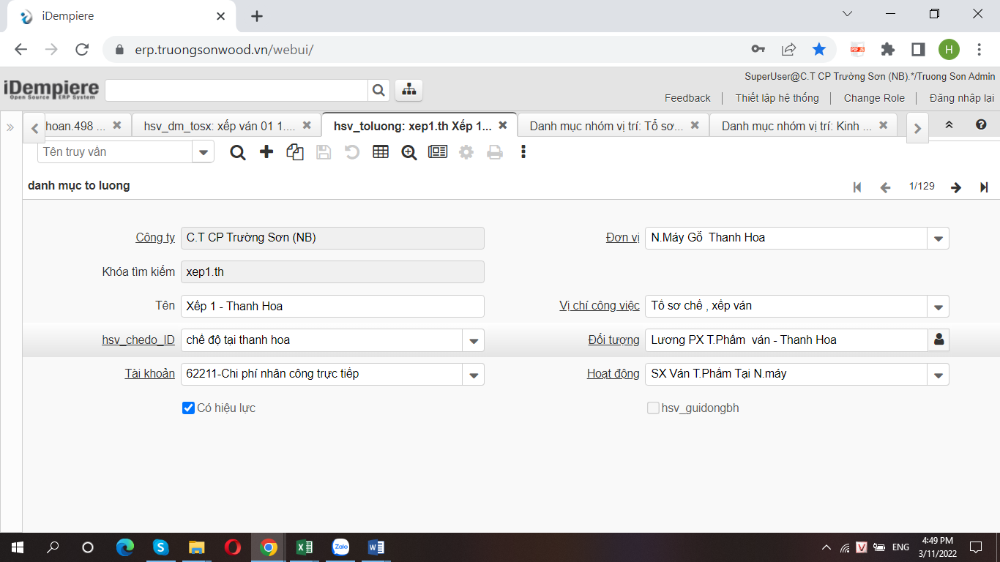 iDempiere
erp.truongsonwood.vn/webui/
PDF JS
H
iDempiere
Open Source ERP System
SuperUser@C.T CP Trường Sơn (NB).*/Truong Son Admin
Feedback Thiết lập hệ thống Change Role Đăng nhập lại
hoan.498 ... hsv_dm_tosx: xếp ván 01 1.... hsv_toluong: xep1.th Xếp 1... Danh mục nhóm vị trí: Tổ sơ... Danh mục nhóm vị trí: Kinh ...
Tên truy vấn
danh mục to luong 1/129
Công ty C.T CP Trường Sơn (NB) Đơn vị N.Máy Gỗ Thanh Hoa
Khóa tìm kiếm xep1.th
Tên Xếp 1 - Thanh Hoa Vị chí công việc Tổ sơ chế , xếp ván
hsv_chedo_ID chế độ tại thanh hoa Đối tượng Lương PX T.Phẩm ván - Thanh Hoa
Tài khoản 62211-Chi phí nhân công trực tiếp Hoạt động SX Ván T.Phẩm Tại N.máy
Có hiệu lực hsv_guidongbh
Zalo
V ENG 4:49 PM
3/11/2022